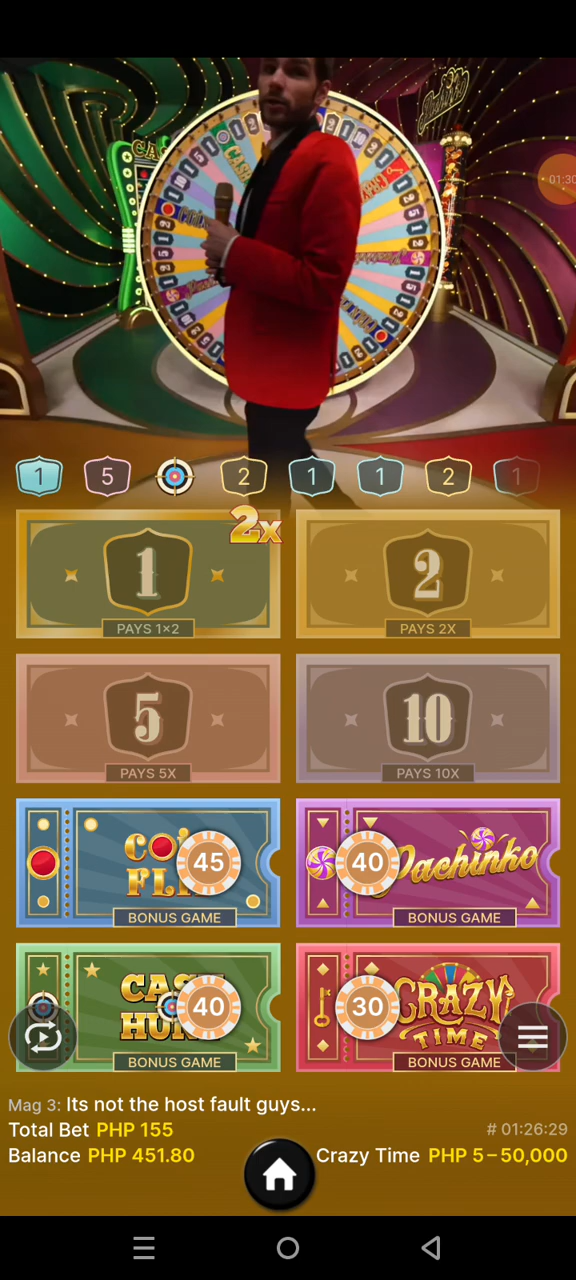 01:30
1 5 2 1 1 2 1
2X
1
PAYS 1×2
2
PAYS 2X
5
PAYS 5X
10
PAYS 10X
45
BONUS GAME
40
Pachinko
BONUS GAME
40
BONUS GAME
30
CRAZY
TIME
BONUS GAME
Mag 3: Its not the host fault guys...
Total Bet PHP 155
# 01:26:29
Balance PHP 451.80
Crazy Time PHP 5–50,000